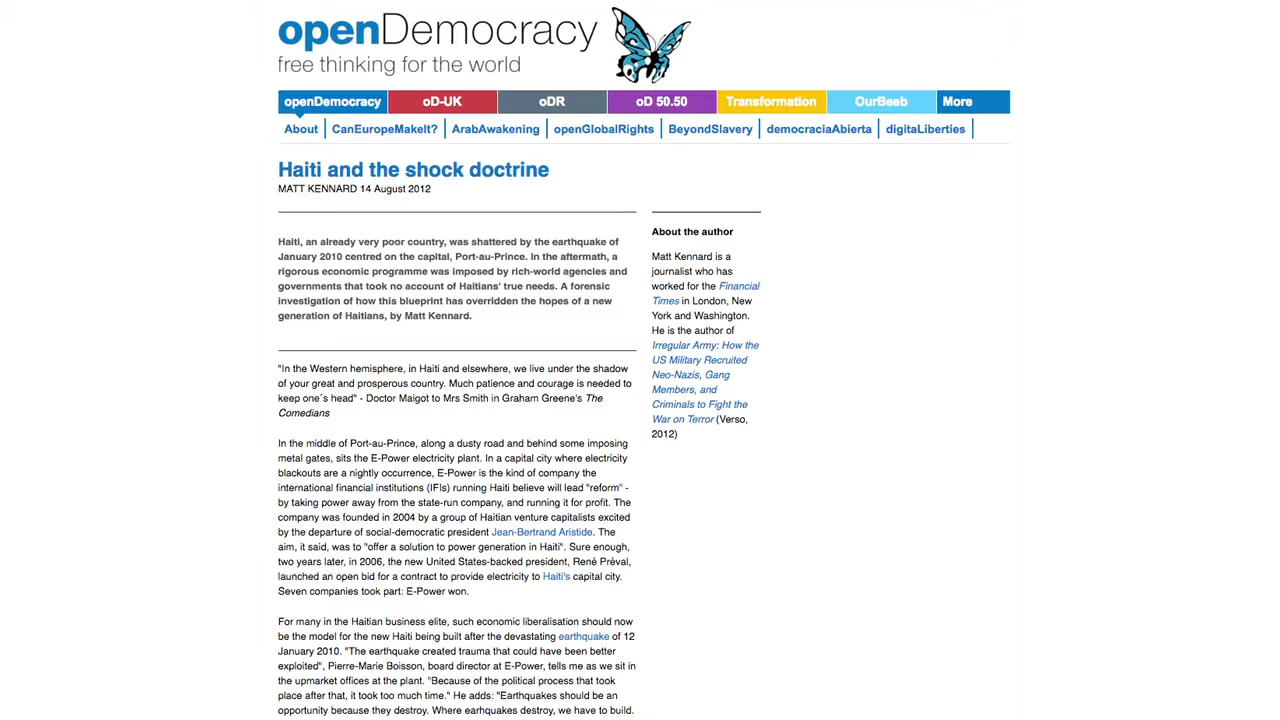 openDemocracy
free thinking for the world
openDemocracy oD-UK oDR oD 50.50 Transformation OurBeeb More
About CanEuropeMakeIt? ArabAwakening openGlobalRights BeyondSlavery democraciaAbierta digitaLiberties
Haiti and the shock doctrine
MATT KENNARD 14 August 2012
Haiti, an already very poor country, was shattered by the earthquake of
January 2010 centred on the capital, Port-au-Prince. In the aftermath, a
rigorous economic programme was imposed by rich-world agencies and
governments that took no account of Haitians' true needs. A forensic
investigation of how this blueprint has overridden the hopes of a new
generation of Haitians, by Matt Kennard.
"In the Western hemisphere, in Haiti and elsewhere, we live under the shadow
of your great and prosperous country. Much patience and courage is needed to
keep one´s head" - Doctor Maigot to Mrs Smith in Graham Greene's The
Comedians
In the middle of Port-au-Prince, along a dusty road and behind some imposing
metal gates, sits the E-Power electricity plant. In a capital city where electricity
blackouts are a nightly occurrence, E-Power is the kind of company the
international financial institutions (IFIs) running Haiti believe will lead "reform" -
by taking power away from the state-run company, and running it for profit. The
company was founded in 2004 by a group of Haitian venture capitalists excited
by the departure of social-democratic president Jean-Bertrand Aristide. The
aim, it said, was to "offer a solution to power generation in Haiti". Sure enough,
two years later, in 2006, the new United States-backed president, René Préval,
launched an open bid for a contract to provide electricity to Haiti's capital city.
Seven companies took part: E-Power won.
For many in the Haitian business elite, such economic liberalisation should now
be the model for the new Haiti being built after the devastating earthquake of 12
January 2010. "The earthquake created trauma that could have been better
exploited", Pierre-Marie Boisson, board director at E-Power, tells me as we sit in
the upmarket offices at the plant. "Because of the political process that took
place after that, it took too much time." He adds: "Earthquakes should be an
opportunity because they destroy. Where earhquakes destroy, we have to build.
About the author
Matt Kennard is a
journalist who has
worked for the Financial
Times in London, New
York and Washington.
He is the author of
Irregular Army: How the
US Military Recruited
Neo-Nazis, Gang
Members, and
Criminals to Fight the
War on Terror (Verso,
2012)